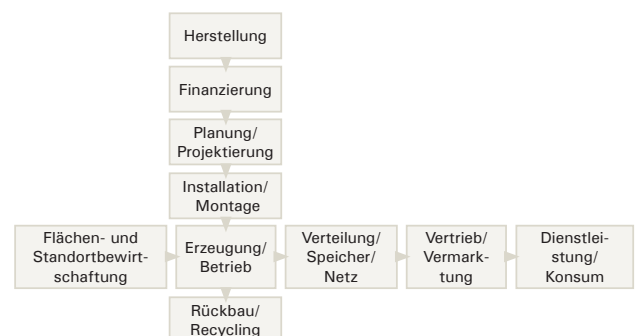 Herstellung
Finanzierung
Planung/
Projektierung
Installation/
Montage
Flächen- und
Standortbewirt-
schaftung
Erzeugung/
Betrieb
Verteilung/
Speicher/
Netz
Vertrieb/
Vermark-
tung
Dienstlei-
stung/
Konsum
Rückbau/
Recycling